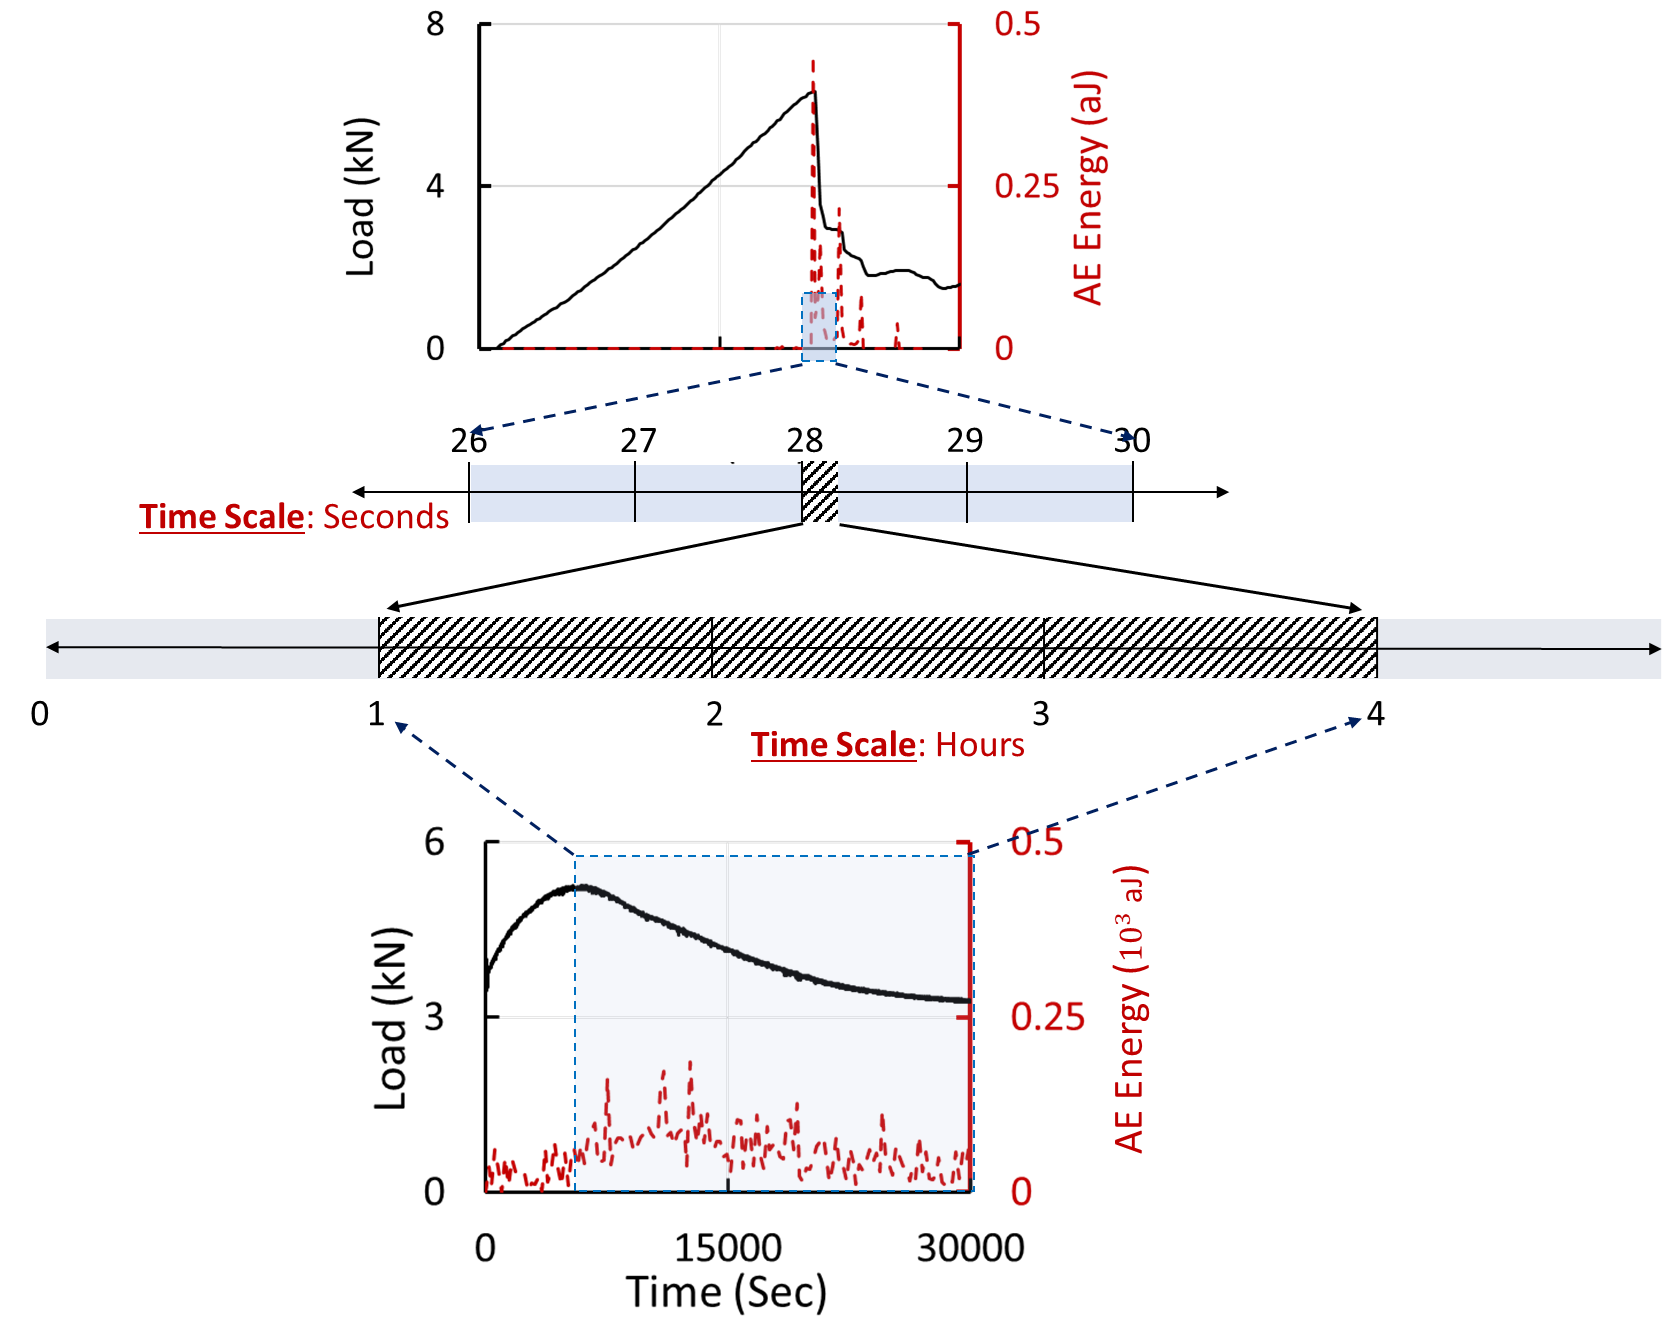 8
0.5
Load (kN)
4
0.25
AE Energy (aJ)
0
0
26 27 28 29 30
Time Scale: Seconds
0 1 2 3 4
Time Scale: Hours
6
0.5
Load (kN)
3
0.25
AE Energy (10³ aJ)
0
0
0 15000 30000
Time (Sec)